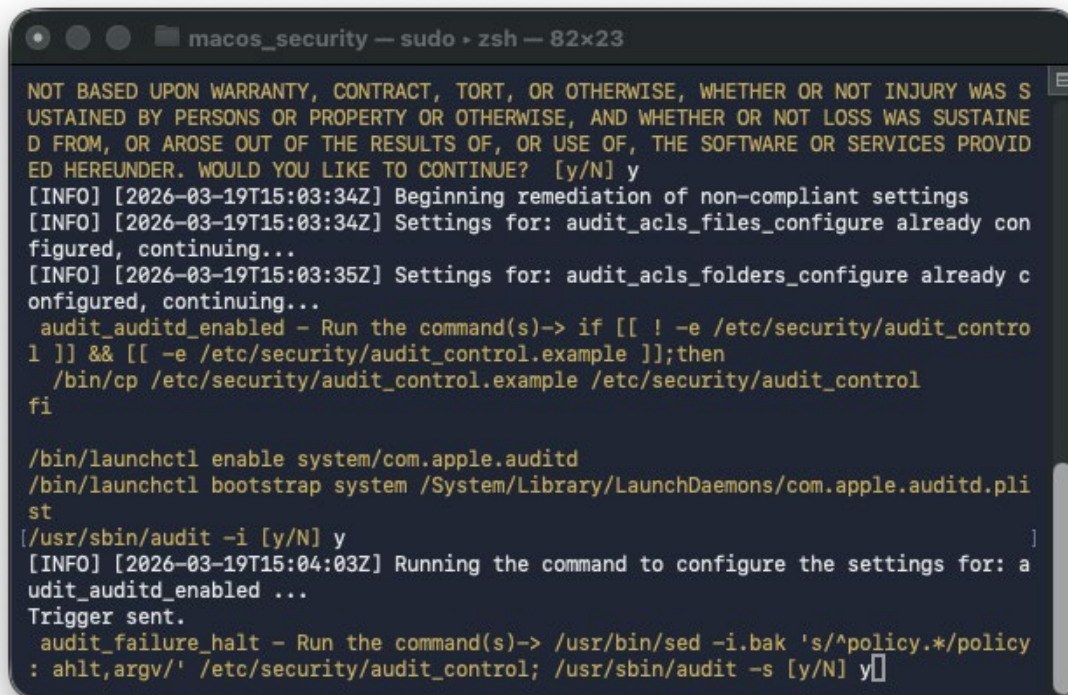 macos_security — sudo ▸ zsh — 82×23
NOT BASED UPON WARRANTY, CONTRACT, TORT, OR OTHERWISE, WHETHER OR NOT INJURY WAS S
USTAINED BY PERSONS OR PROPERTY OR OTHERWISE, AND WHETHER OR NOT LOSS WAS SUSTAINE
D FROM, OR AROSE OUT OF THE RESULTS OF, OR USE OF, THE SOFTWARE OR SERVICES PROVID
ED HEREUNDER. WOULD YOU LIKE TO CONTINUE?  [y/N] y
[INFO] [2026-03-19T15:03:34Z] Beginning remediation of non-compliant settings
[INFO] [2026-03-19T15:03:34Z] Settings for: audit_acls_files_configure already con
figured, continuing...
[INFO] [2026-03-19T15:03:35Z] Settings for: audit_acls_folders_configure already c
onfigured, continuing...
 audit_auditd_enabled – Run the command(s)-> if [[ ! -e /etc/security/audit_contro
l ]] && [[ -e /etc/security/audit_control.example ]];then
  /bin/cp /etc/security/audit_control.example /etc/security/audit_control
fi

/bin/launchctl enable system/com.apple.auditd
/bin/launchctl bootstrap system /System/Library/LaunchDaemons/com.apple.auditd.pli
st
[/usr/sbin/audit -i [y/N] y ]
[INFO] [2026-03-19T15:04:03Z] Running the command to configure the settings for: a
udit_auditd_enabled ...
Trigger sent.
 audit_failure_halt – Run the command(s)-> /usr/bin/sed -i.bak 's/^policy.*/policy
: ahlt,argv/' /etc/security/audit_control; /usr/sbin/audit -s [y/N] y